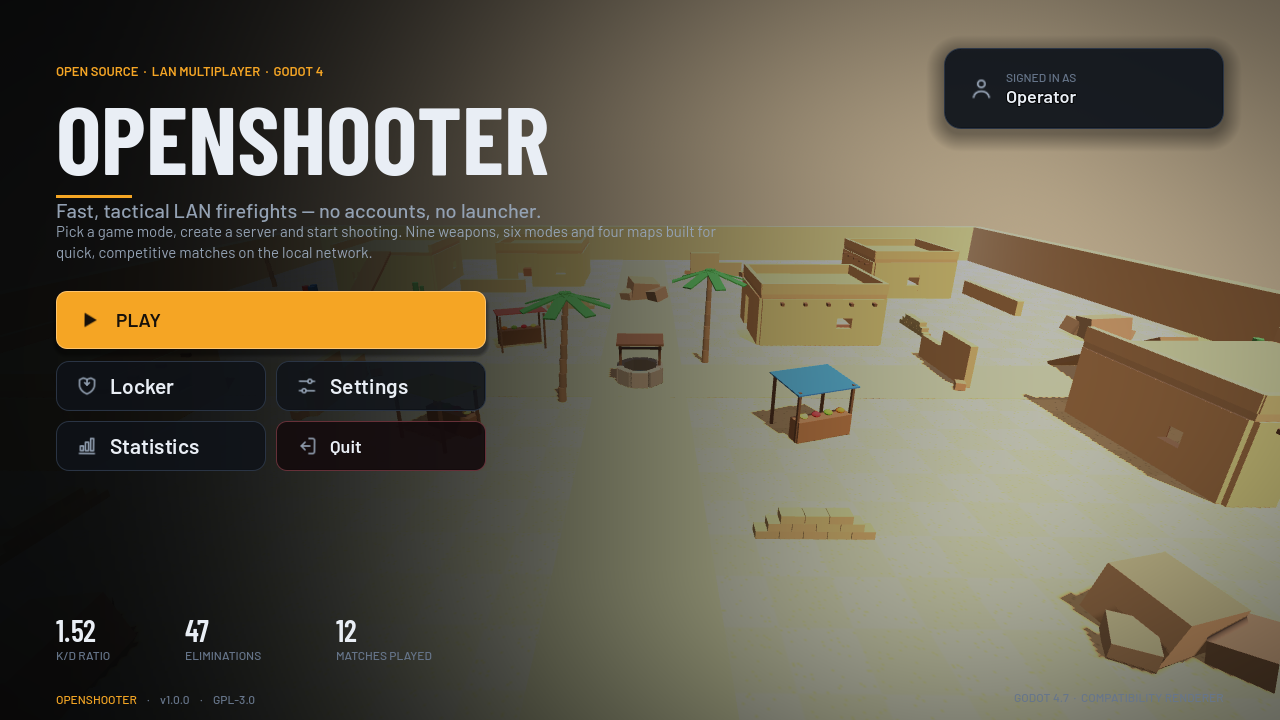 OPEN SOURCE · LAN MULTIPLAYER · GODOT 4
OPENSHOOTER
SIGNED IN AS
Operator
Fast, tactical LAN firefights — no accounts, no launcher.
Pick a game mode, create a server and start shooting. Nine weapons, six modes and four maps built for
quick, competitive matches on the local network.
PLAY
Locker
Settings
Statistics
Quit
1.52
K/D RATIO
47
ELIMINATIONS
12
MATCHES PLAYED
OPENSHOOTER · v1.0.0 · GPL-3.0
GODOT 4.7 · COMPATIBILITY